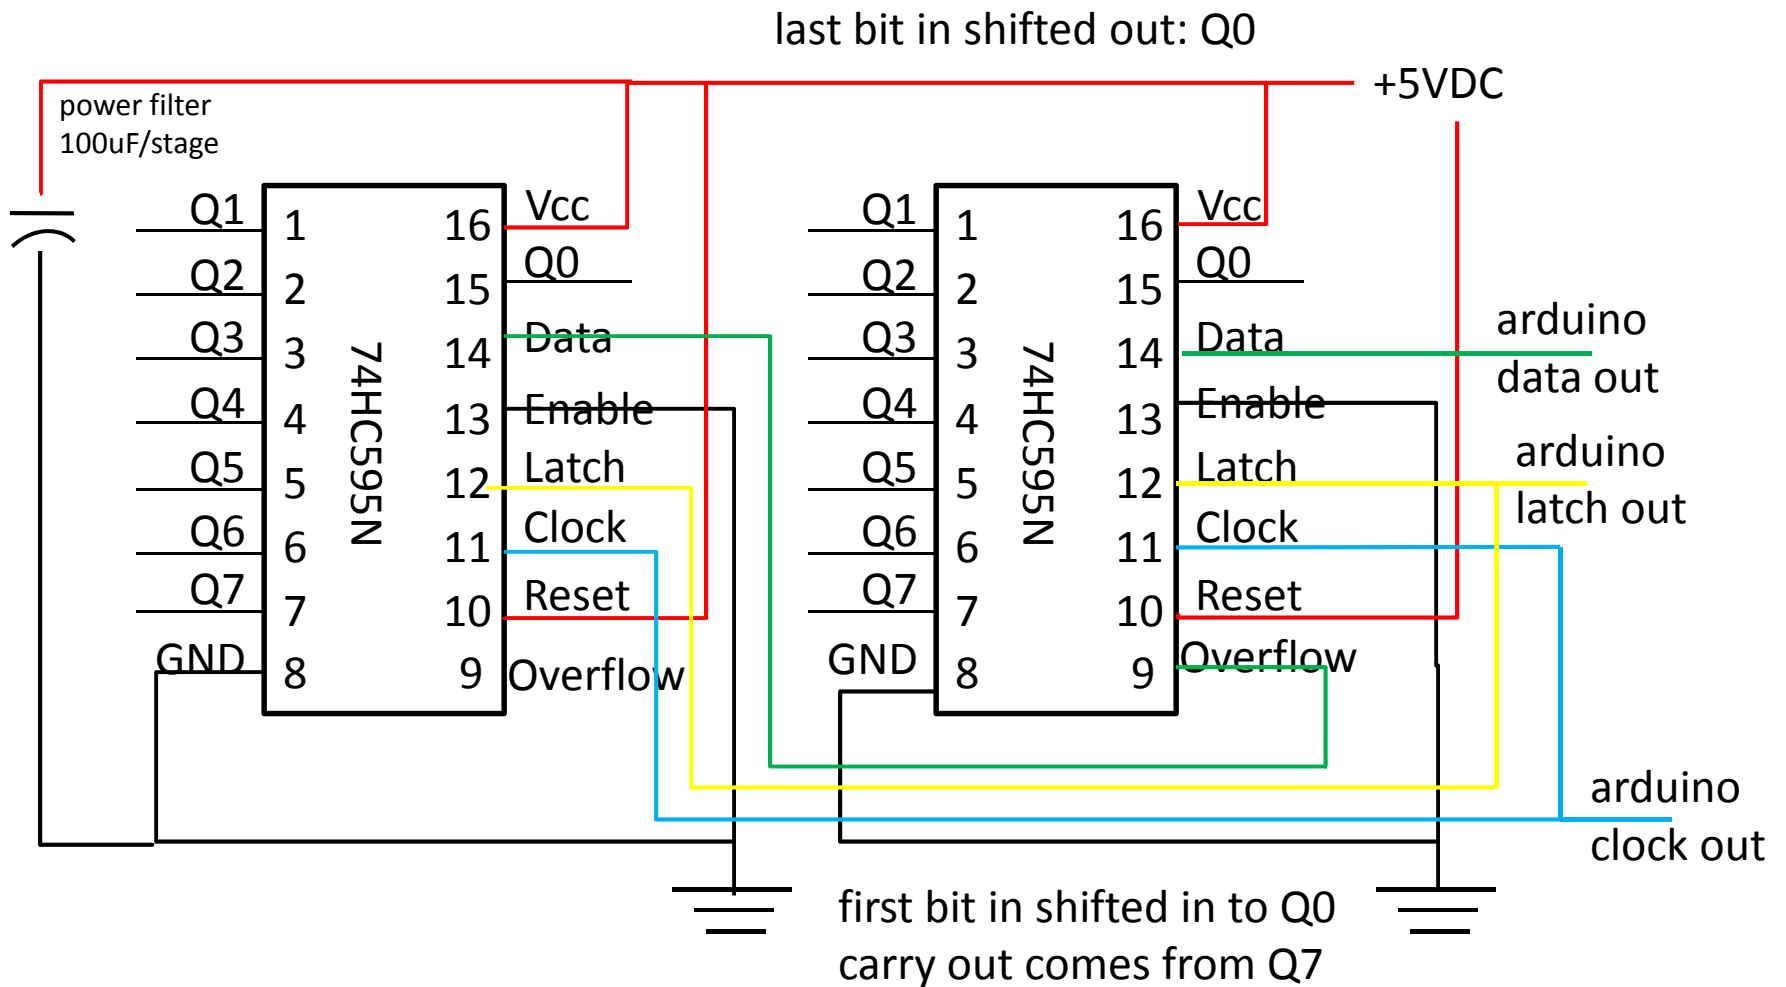 last bit in shifted out: Q0
+5VDC
power filter
100uF/stage
Q1
Q2
Q3
Q4
Q5
Q6
Q7
GND
1
2
3
4
5
6
7
8
74HC595N
16
15
14
13
12
11
10
9
Vcc
Q0
Data
Enable
Latch
Clock
Reset
Overflow
Q1
Q2
Q3
Q4
Q5
Q6
Q7
GND
1
2
3
4
5
6
7
8
74HC595N
16
15
14
13
12
11
10
9
Vcc
Q0
Data
Enable
Latch
Clock
Reset
Overflow
arduino
data out
arduino
latch out
arduino
clock out
first bit in shifted in to Q0
carry out comes from Q7